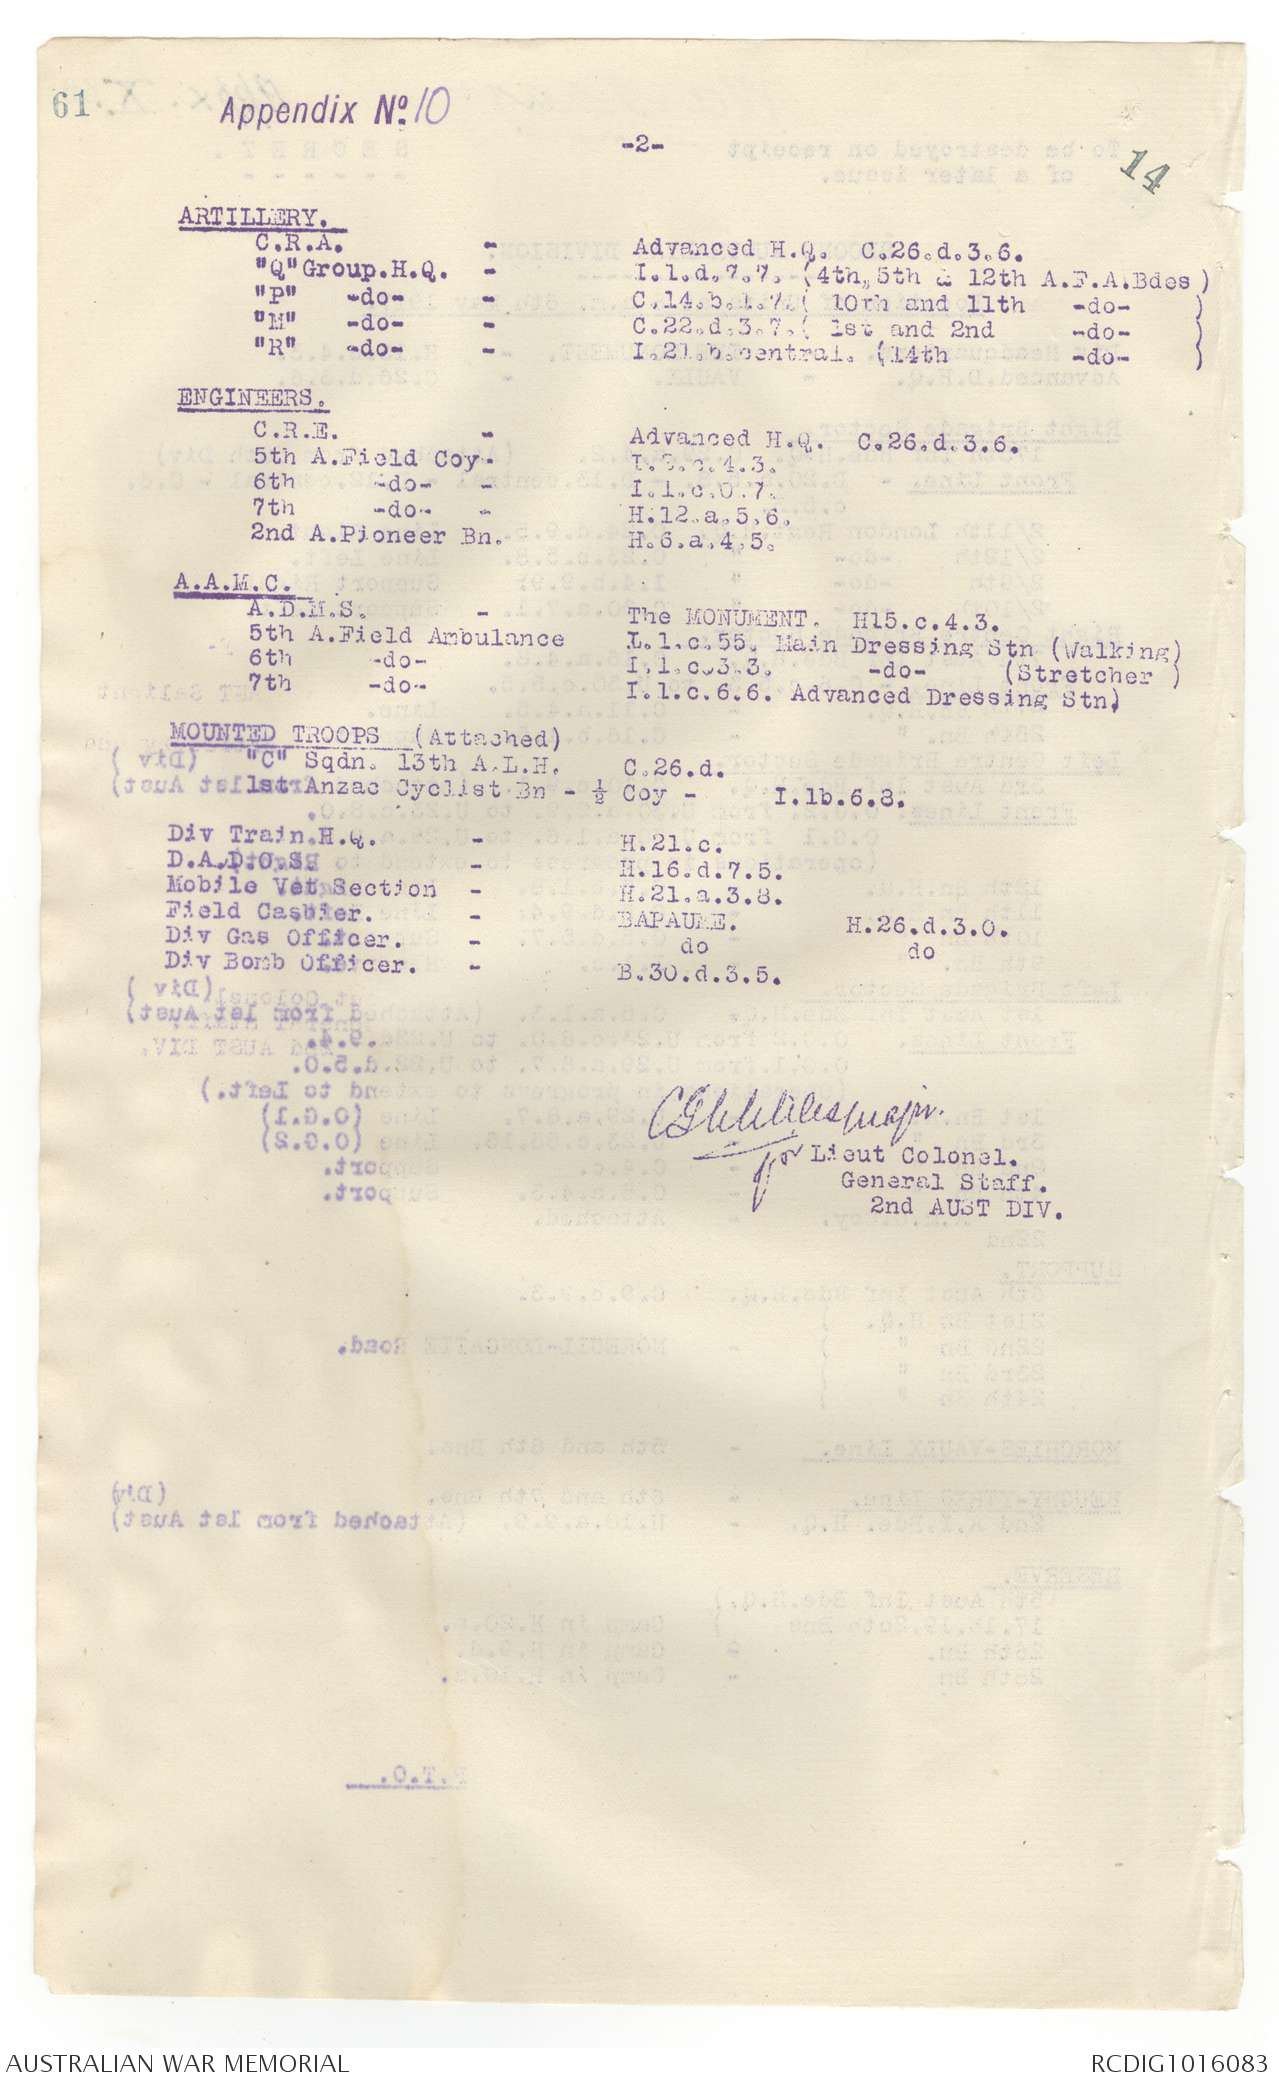 61
Appendix No. 10
-2-
14
ARTILLERY.
C.R.A. - Advanced H.Q. C.26.d.3.6.
"Q" Group.H.Q. - I.1.d.7.7. (4th, 5th & 12th A.F.A.Bdes )
"P" -do- - C.14.b.1.7.( 10th and 11th -do- )
"M" -do- - C.22.d.3.7.( 1st and 2nd -do- )
"R" -do- - I.21.b.central. (14th -do- )
ENGINEERS.
C.R.E. - Advanced H.Q. C.26.d.3.6.
5th A.Field Coy- c.4.3.
6th -do- - I.1.c.0.7.
7th -do- - H.12.a.5.6.
2nd A.Pioneer Bn. H.6.a.4.5.
A.A.M.C.
A.D.M.S. - The MONUMENT. H15.c.4.3.
5th A.Field Ambulance I.1.c.55. Main Dressing Stn (Walking)
6th -do- I.1.c.3.3. -do- (Stretcher )
7th -do- I.1.c.6.6. Advanced Dressing Stn)
MOUNTED TROOPS (Attached)
"C" Sqdn. 13th A.L.H. C.26.d.
1st Anzac Cyclist Bn - ½ Coy - I.1b.6.8.
Div Train.H.Q. - H.21.c.
D.A.D.O.S. - H.16.d.7.5.
Mobile Vet Section - H.21.a.3.8.
Field Cashier. - BAPAUME. H.26.d.3.0.
Div Gas Officer. - do do
Div Bomb Officer. - B.30.d.3.5.
Major.
for Lieut Colonel.
General Staff.
2nd AUST DIV.
AUSTRALIAN WAR MEMORIAL
RCDIG1016083